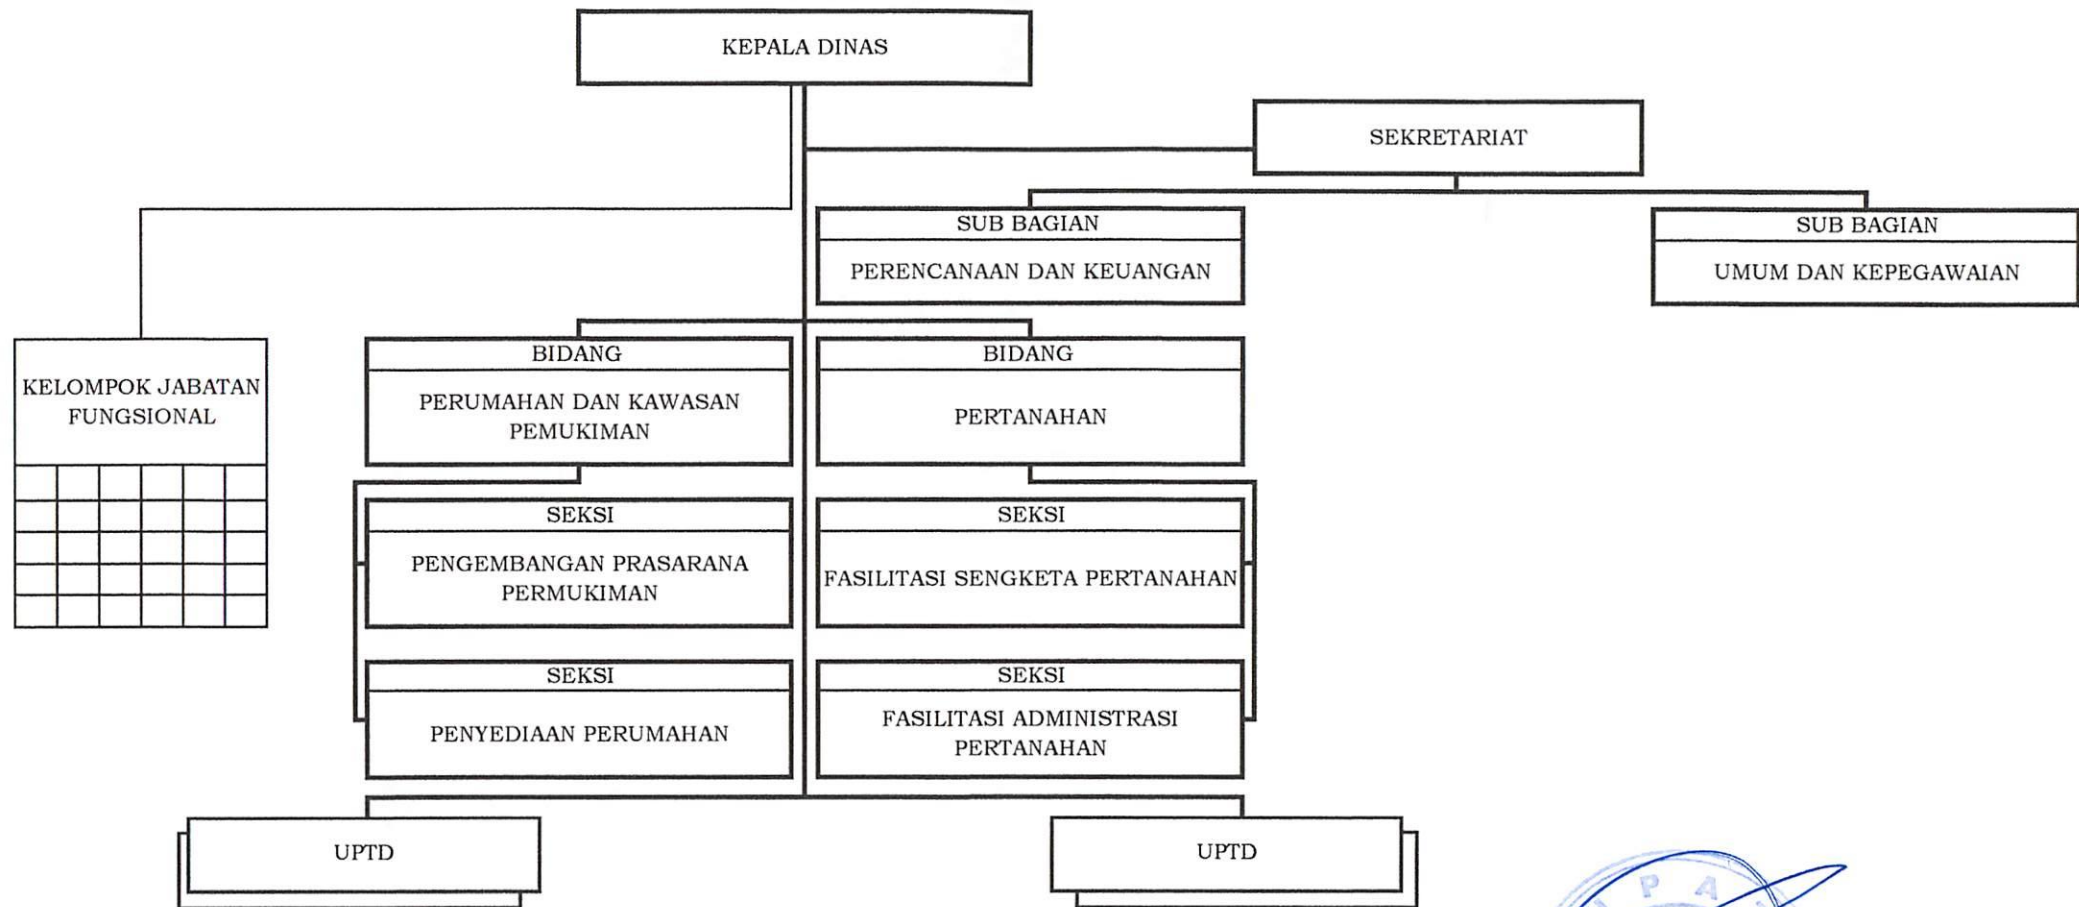 KEPALA DINAS
SEKRETARIAT
SUB BAGIAN
PERENCANAAN DAN KEUANGAN
SUB BAGIAN
UMUM DAN KEPEGAWAIAN
KELOMPOK JABATAN
FUNGSIONAL
BIDANG
PERUMAHAN DAN KAWASAN
PEMUKIMAN
BIDANG
PERTANAHAN
SEKSI
PENGEMBANGAN PRASARANA
PERMUKIMAN
SEKSI
FASILITASI SENGKETA PERTANAHAN
SEKSI
PENYEDIAAN PERUMAHAN
SEKSI
FASILITASI ADMINISTRASI
PERTANAHAN
UPTD
UPTD